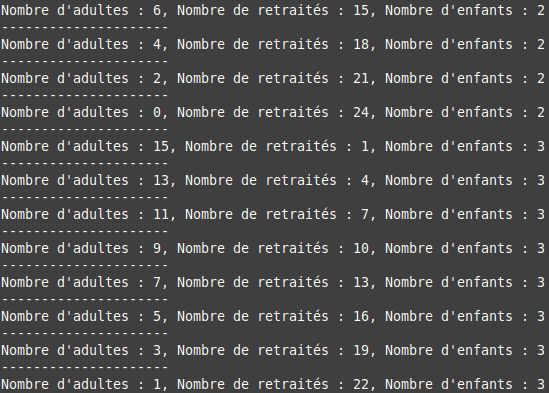 Nombre d'adultes : 6, Nombre de retraités : 15, Nombre d'enfants : 2
---------------------
Nombre d'adultes : 4, Nombre de retraités : 18, Nombre d'enfants : 2
---------------------
Nombre d'adultes : 2, Nombre de retraités : 21, Nombre d'enfants : 2
---------------------
Nombre d'adultes : 0, Nombre de retraités : 24, Nombre d'enfants : 2
---------------------
Nombre d'adultes : 15, Nombre de retraités : 1, Nombre d'enfants : 3
---------------------
Nombre d'adultes : 13, Nombre de retraités : 4, Nombre d'enfants : 3
---------------------
Nombre d'adultes : 11, Nombre de retraités : 7, Nombre d'enfants : 3
---------------------
Nombre d'adultes : 9, Nombre de retraités : 10, Nombre d'enfants : 3
---------------------
Nombre d'adultes : 7, Nombre de retraités : 13, Nombre d'enfants : 3
---------------------
Nombre d'adultes : 5, Nombre de retraités : 16, Nombre d'enfants : 3
---------------------
Nombre d'adultes : 3, Nombre de retraités : 19, Nombre d'enfants : 3
---------------------
Nombre d'adultes : 1, Nombre de retraités : 22, Nombre d'enfants : 3